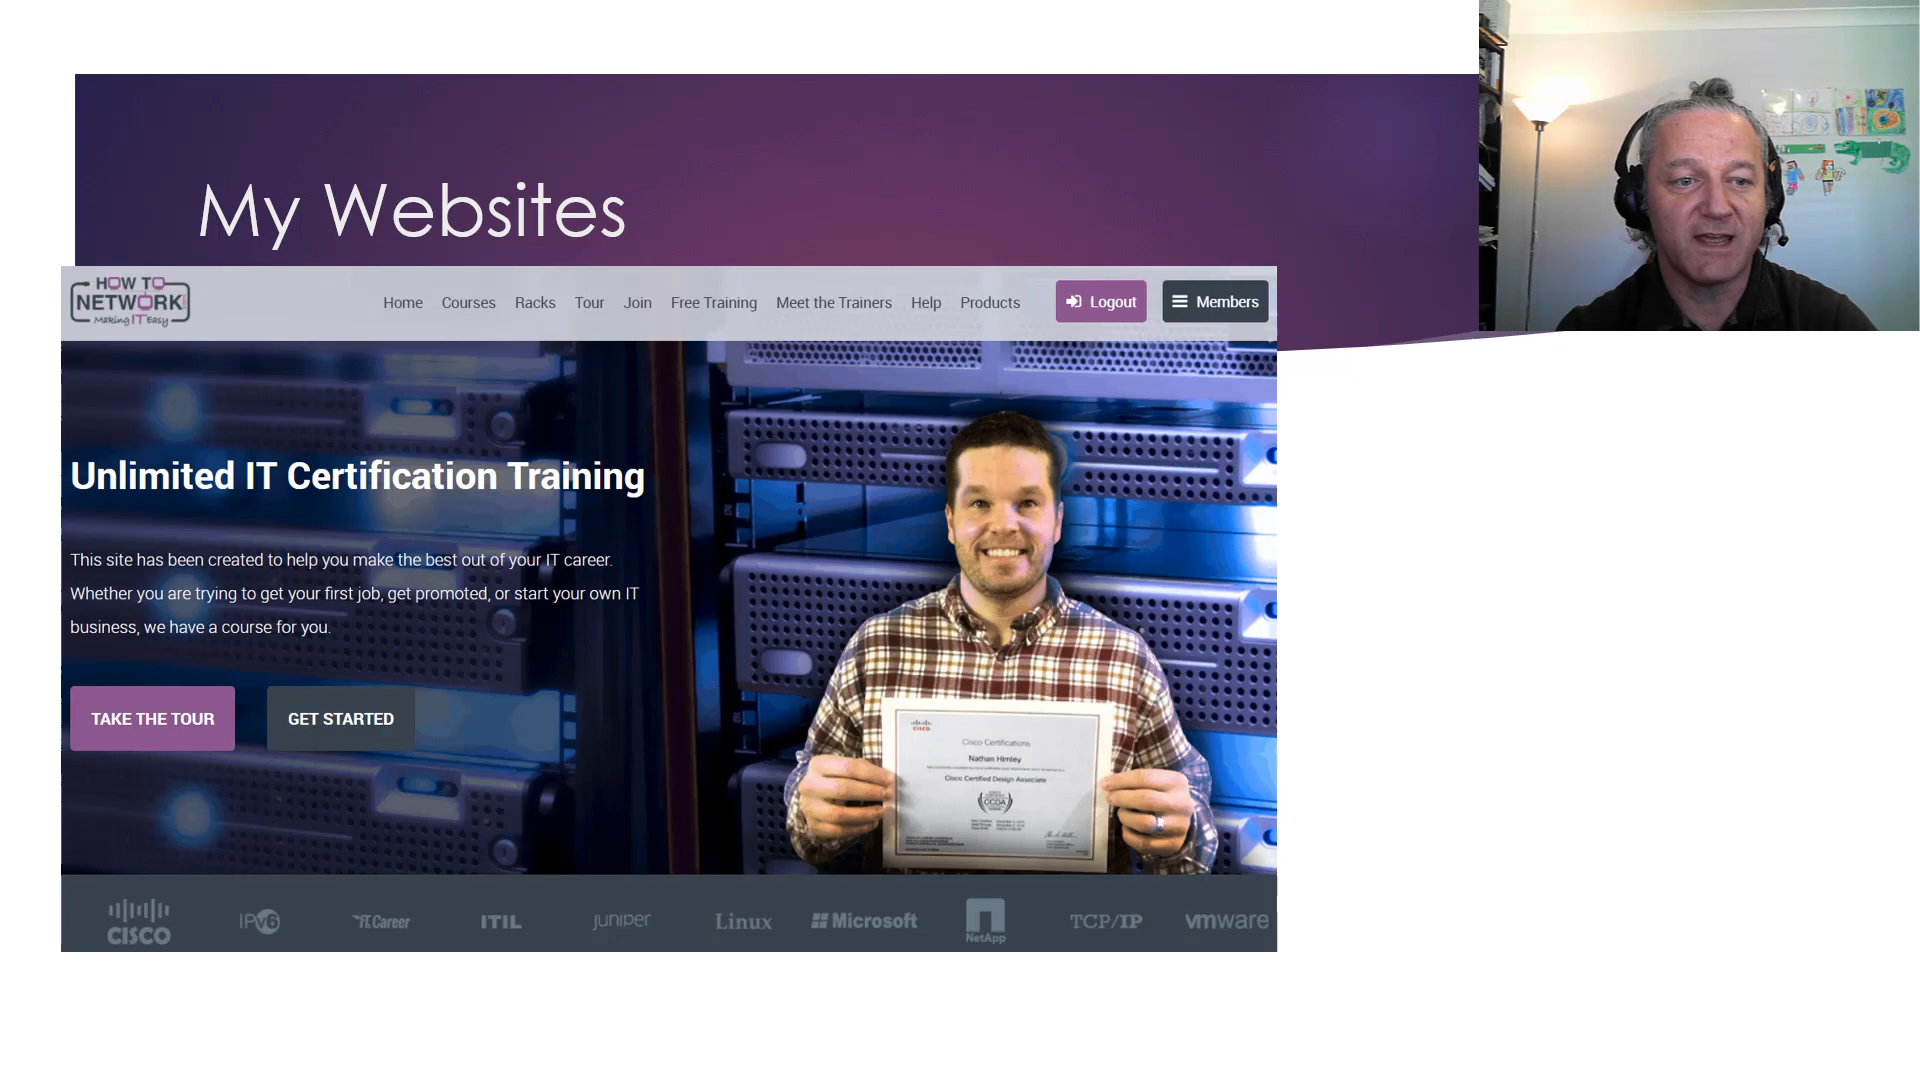 My Websites
HOW TO
NETWORK
Making IT Easy
Home Courses Racks Tour Join Free Training Meet the Trainers Help Products Logout Members
Unlimited IT Certification Training
This site has been created to help you make the best out of your IT career.
Whether you are trying to get your first job, get promoted, or start your own IT
business, we have a course for you.
TAKE THE TOUR GET STARTED
CISCO
Cisco Certifications
Nathan Himley
Cisco Certified Design Associate
CCDA
CISCO IPv6 IT.Career ITIL JUNIPER Linux Microsoft NetApp TCP/IP vmware